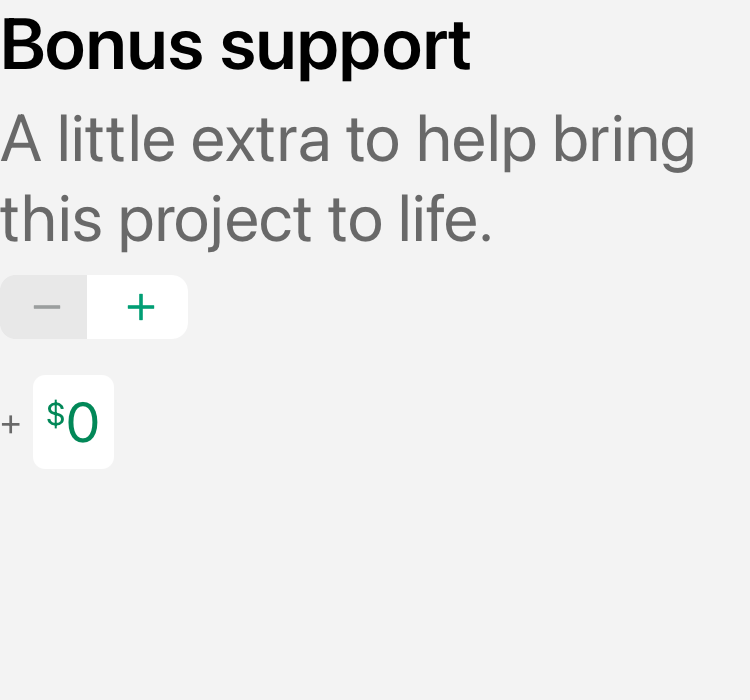 Bonus support
A little extra to help bring
this project to life.
− +
+ $0